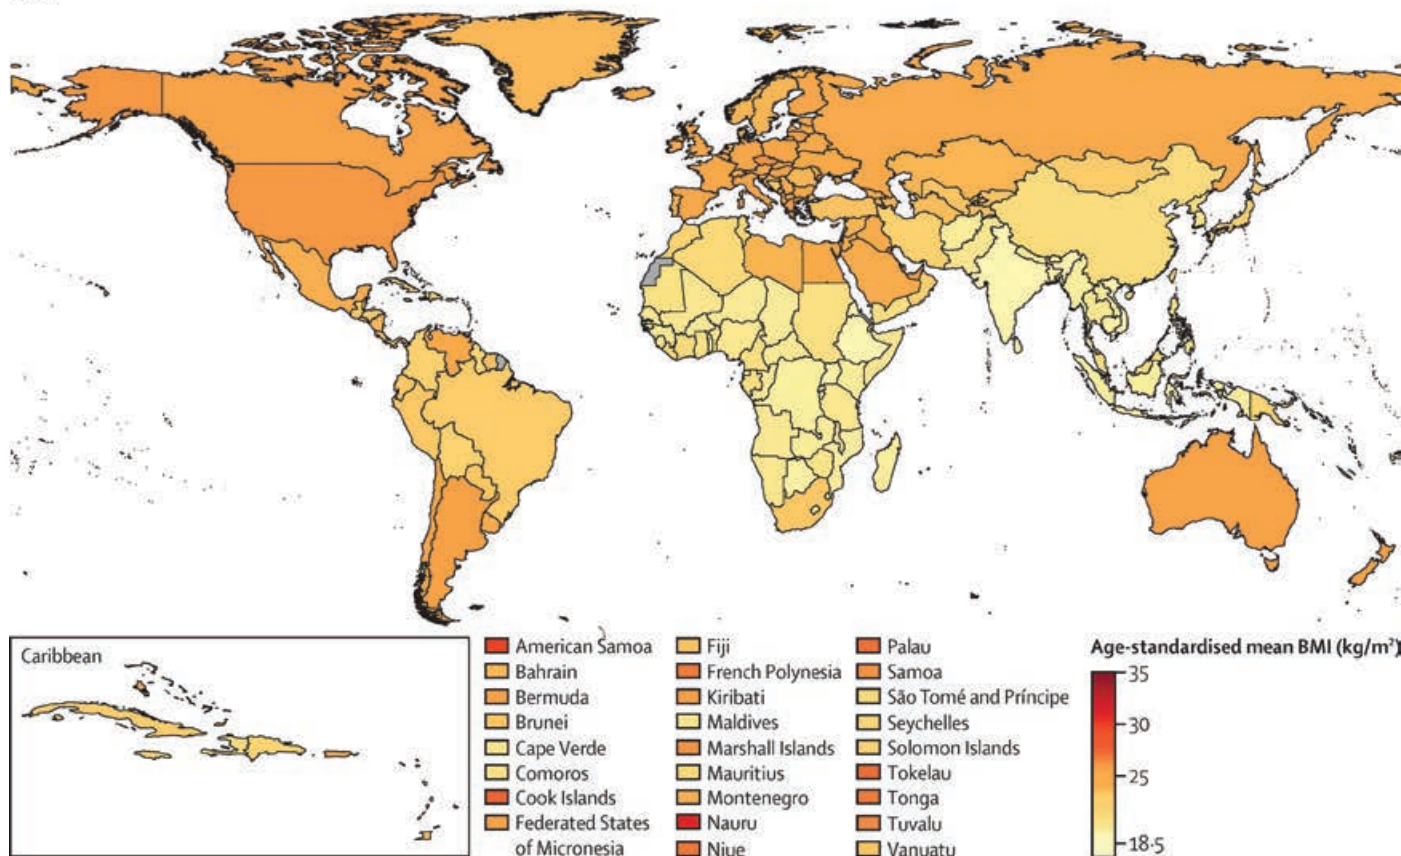 Caribbean
American Samoa
Bahrain
Bermuda
Brunei
Cape Verde
Comoros
Cook Islands
Federated States
of Micronesia
Fiji
French Polynesia
Kiribati
Maldives
Marshall Islands
Mauritius
Montenegro
Nauru
Niue
Palau
Samoa
São Tomé and Príncipe
Seychelles
Solomon Islands
Tokelau
Tonga
Tuvalu
Vanuatu
Age-standardised mean BMI (kg/m²)
35
30
25
18·5